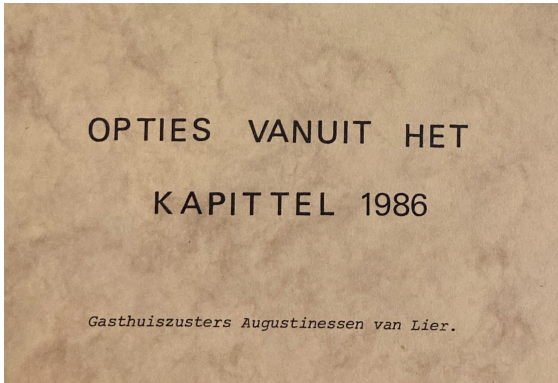 OPTIES VANUIT HET
KAPITTEL 1986
Gasthuiszusters Augustinessen van Lier.